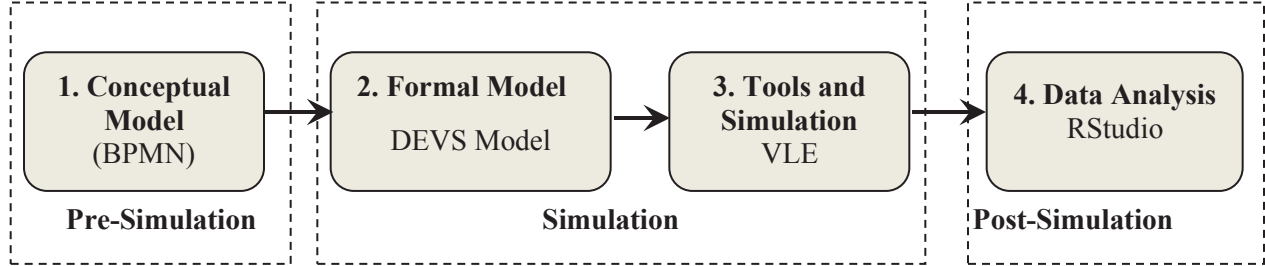 1. Conceptual
Model
(BPMN)
2. Formal Model
DEVS Model
3. Tools and
Simulation
VLE
4. Data Analysis
RStudio
Pre-Simulation
Simulation
Post-Simulation